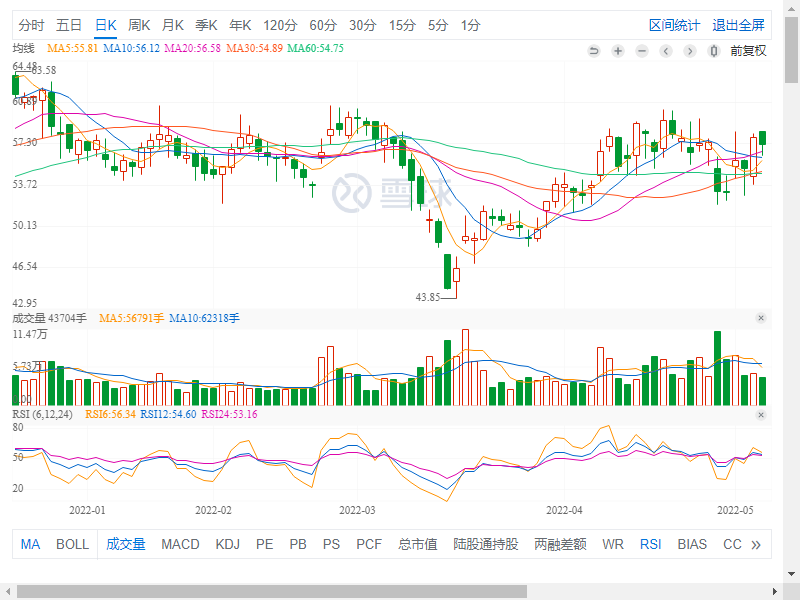 分时 五日 日K 周K 月K 季K 年K 120分 60分 30分 15分 5分 1分 区间统计 退出全屏
均线 MA5:55.81 MA10:56.12 MA20:56.58 MA30:54.89 MA60:54.75 前复权
64.48
63.58
60.89
57.30
53.72
雪球
50.13
46.54
43.85
42.95
成交量 43704手 MA5:56791手 MA10:62318手
11.47万
5.73万
RSI (6,12,24) RSI6:56.34 RSI12:54.60 RSI24:53.16
80
50
20
2022-01 2022-02 2022-03 2022-04 2022-05
MA BOLL 成交量 MACD KDJ PE PB PS PCF 总市值 陆股通持股 两融差额 WR RSI BIAS CC »